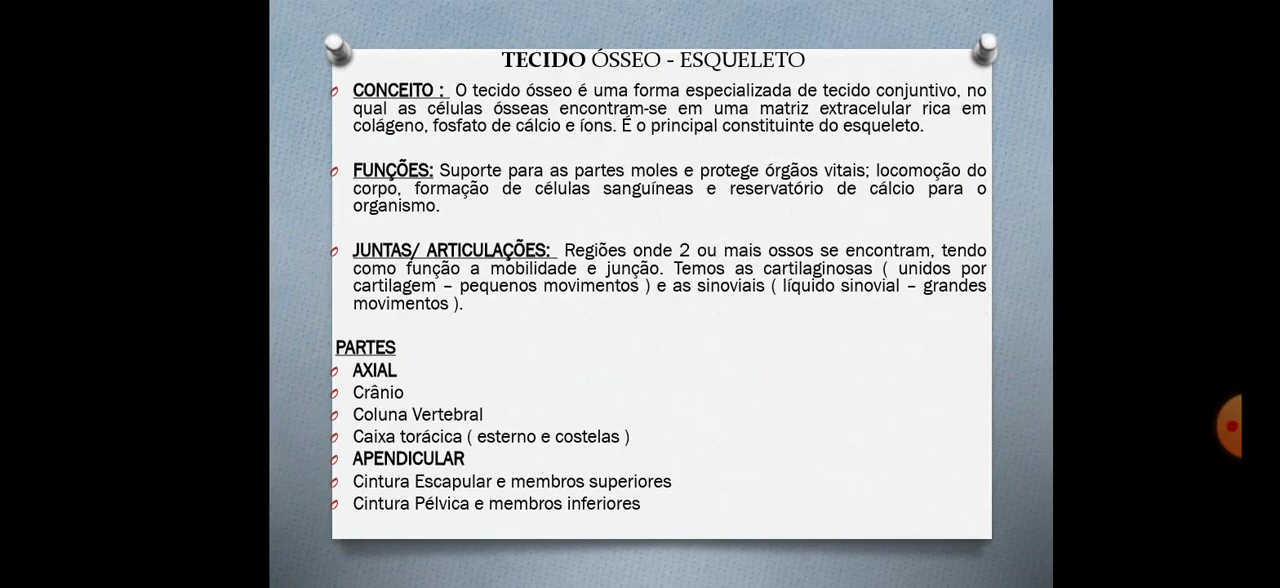 TECIDO ÓSSEO - ESQUELETO
CONCEITO : O tecido ósseo é uma forma especializada de tecido conjuntivo, no
qual as células ósseas encontram-se em uma matriz extracelular rica em
colágeno, fosfato de cálcio e íons. É o principal constituinte do esqueleto.
FUNÇÕES: Suporte para as partes moles e protege órgãos vitais; locomoção do
corpo, formação de células sanguíneas e reservatório de cálcio para o
organismo.
JUNTAS/ ARTICULAÇÕES: Regiões onde 2 ou mais ossos se encontram, tendo
como função a mobilidade e junção. Temos as cartilaginosas ( unidos por
cartilagem – pequenos movimentos ) e as sinoviais ( líquido sinovial – grandes
movimentos ).
PARTES
AXIAL
Crânio
Coluna Vertebral
Caixa torácica ( esterno e costelas )
APENDICULAR
Cintura Escapular e membros superiores
Cintura Pélvica e membros inferiores